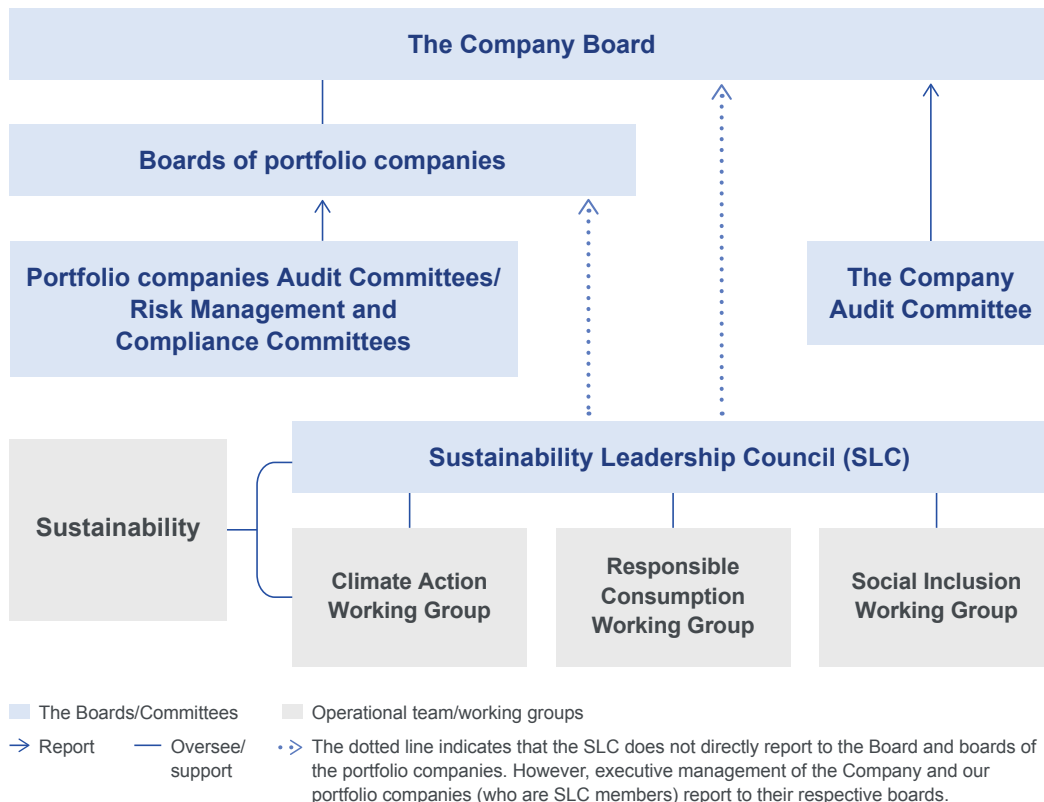 The Company Board
Boards of portfolio companies
Portfolio companies Audit Committees/
Risk Management and
Compliance Committees
The Company
Audit Committee
Sustainability Leadership Council (SLC)
Sustainability
Climate Action
Working Group
Responsible
Consumption
Working Group
Social Inclusion
Working Group
The Boards/Committees
Operational team/working groups
Report
Oversee/
support
The dotted line indicates that the SLC does not directly report to the Board and boards of
the portfolio companies. However, executive management of the Company and our
portfolio companies (who are SLC members) report to their respective boards.